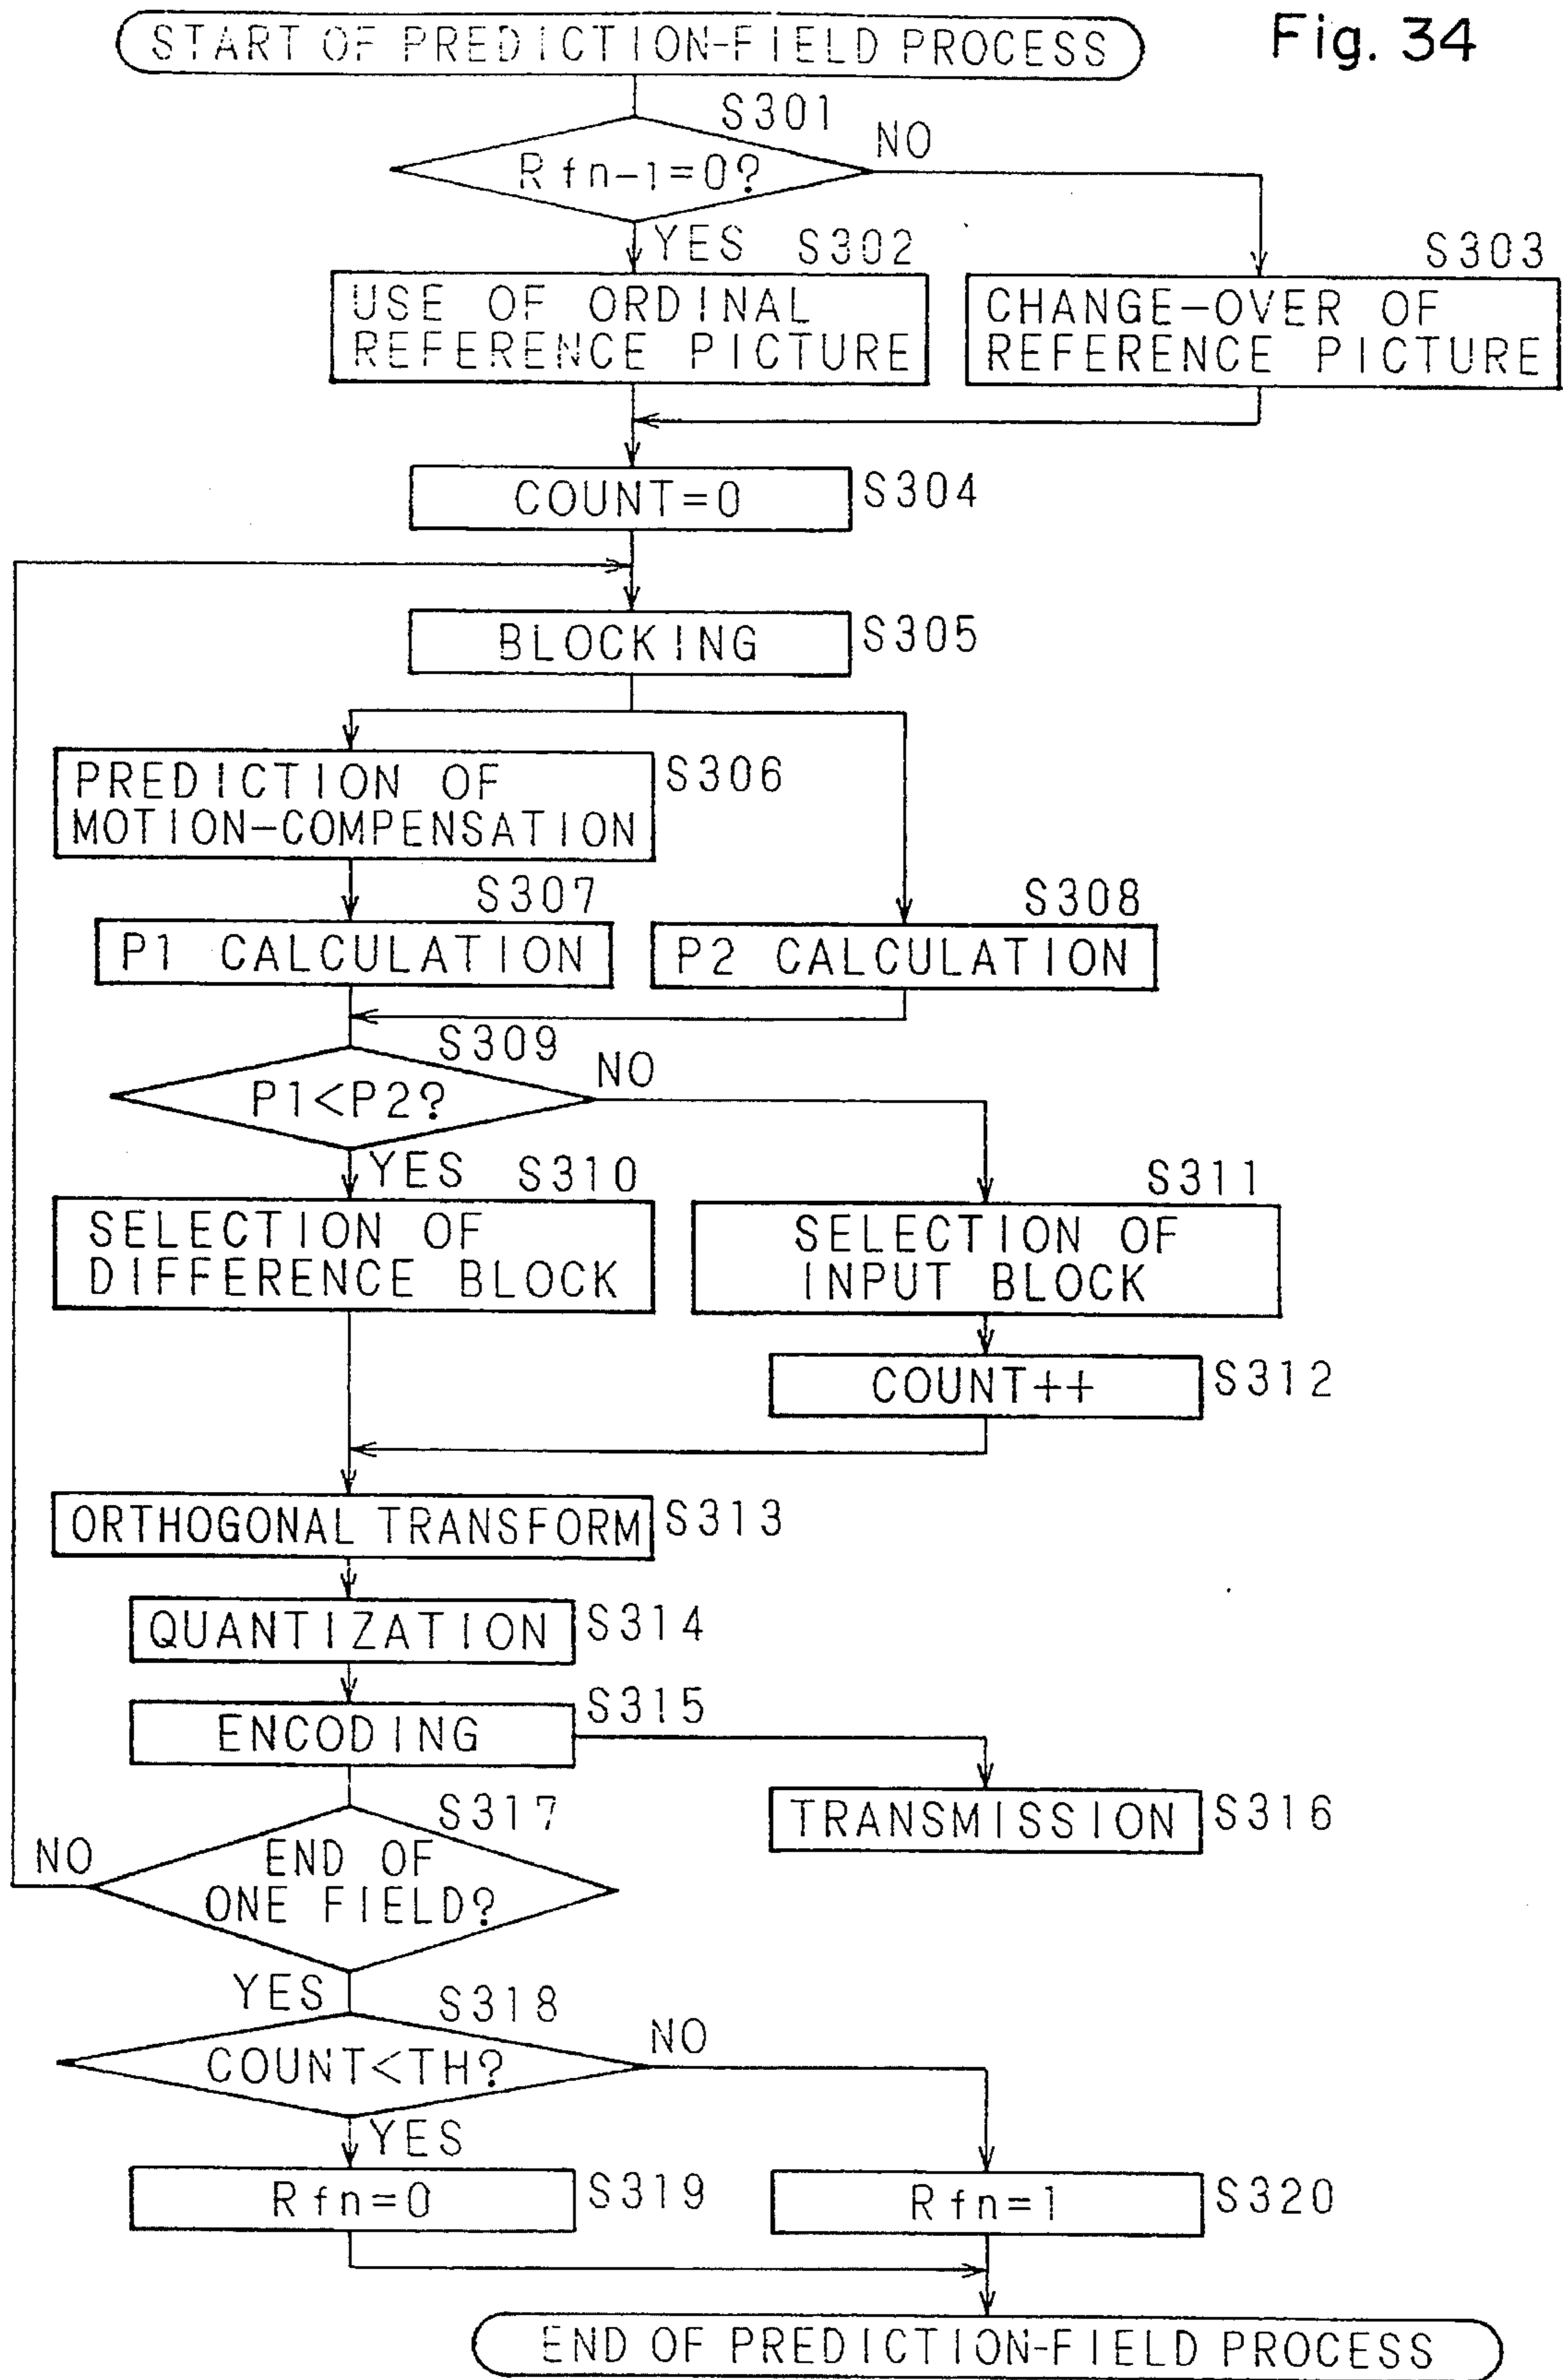 Fig. 34
START OF PREDICTION-FIELD PROCESS
S301
Rfn-1=0?
NO
YES
S302
S303
USE OF ORDINAL
REFERENCE PICTURE
CHANGE-OVER OF
REFERENCE PICTURE
COUNT=0
S304
BLOCKING
S305
PREDICTION OF
MOTION-COMPENSATION
S306
S307
S308
P1 CALCULATION
P2 CALCULATION
S309
P1<P2?
NO
YES
S310
S311
SELECTION OF
DIFFERENCE BLOCK
SELECTION OF
INPUT BLOCK
COUNT++
S312
ORTHOGONAL TRANSFORM
S313
QUANTIZATION
S314
ENCODING
S315
TRANSMISSION
S316
S317
NO
END OF
ONE FIELD?
YES
S318
COUNT<TH?
NO
YES
Rfn=0
S319
Rfn=1
S320
END OF PREDICTION-FIELD PROCESS